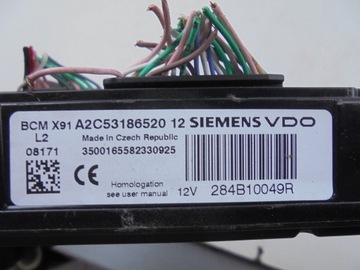 BCM X91 A2C53186520 12 SIEMENS VDO
L2 Made in Czech Republic
08171 3500165582330925
CE Homologation
see user manual 12V 284B10049R